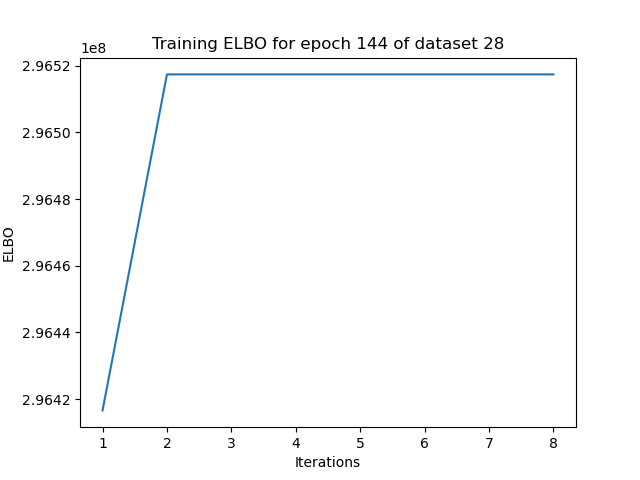 Training ELBO for epoch 144 of dataset 28
1e8
2.9652
2.9650
2.9648
2.9646
2.9644
2.9642
ELBO
1 2 3 4 5 6 7 8
Iterations